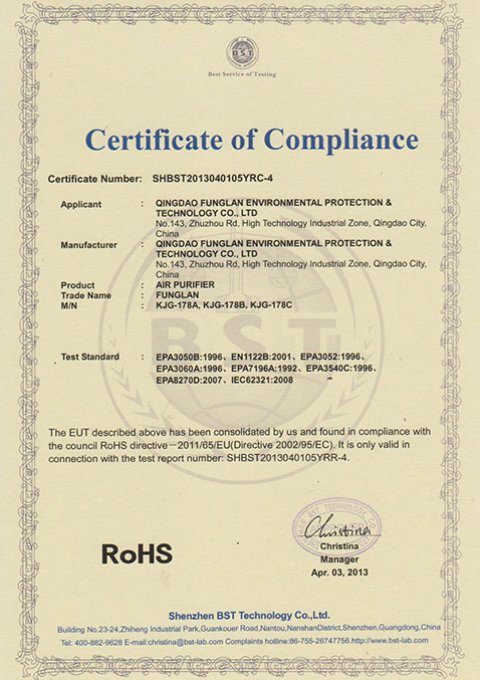 BST
Best Service of Testing
Certificate of Compliance
Certificate Number: SHBST2013040105YRC-4
Applicant : QINGDAO FUNGLAN ENVIRONMENTAL PROTECTION &
TECHNOLOGY CO., LTD
No.143, Zhuzhou Rd, High Technology Industrial Zone, Qingdao City,
China
Manufacturer : QINGDAO FUNGLAN ENVIRONMENTAL PROTECTION &
TECHNOLOGY CO., LTD
No.143, Zhuzhou Rd, High Technology Industrial Zone, Qingdao City,
China
Product : AIR PURIFIER
Trade Name : FUNGLAN
M/N : KJG-178A, KJG-178B, KJG-178C
BST
Test Standard : EPA3050B:1996、EN1122B:2001、EPA3052:1996、
EPA3060A:1996、EPA7196A:1992、EPA3540C:1996、
EPA8270D:2007、IEC62321:2008
The EUT described above has been consolidated by us and found in compliance with
the council RoHS directive－2011/65/EU(Directive 2002/95/EC). It is only valid in
connection with the test report number: SHBST2013040105YRR-4.
Christina
RoHS
Christina
Manager
Apr. 03, 2013
Shenzhen BST Technology Co.,Ltd.
Building No.23-24,Zhiheng Industrial Park,Guankouer Road,Nantou,NanshanDistrict,Shenzhen,Guangdong,China
Tel: 400-882-9628 E-mail:christina@bst-lab.com Complaints hotline:86-755-26747756,http://www.bst-lab.com